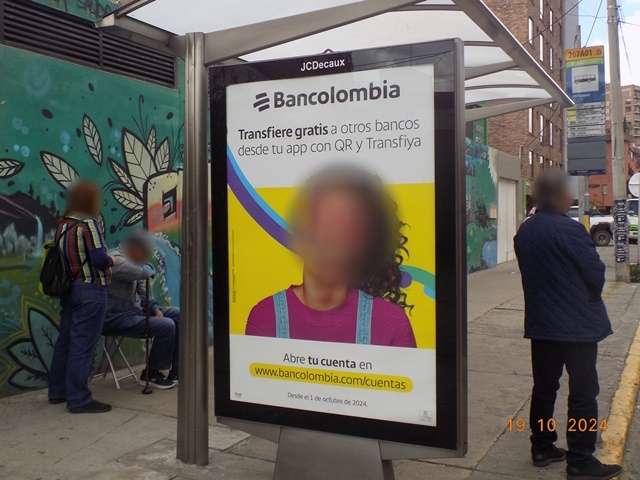 JCDecaux
Bancolombia
Transfiere gratis a otros bancos
desde tu app con QR y Transfiya
Abre tu cuenta en
www.bancolombia.com/cuentas
Desde el 1 de octubre de 2024.
207A01
19.10.2024